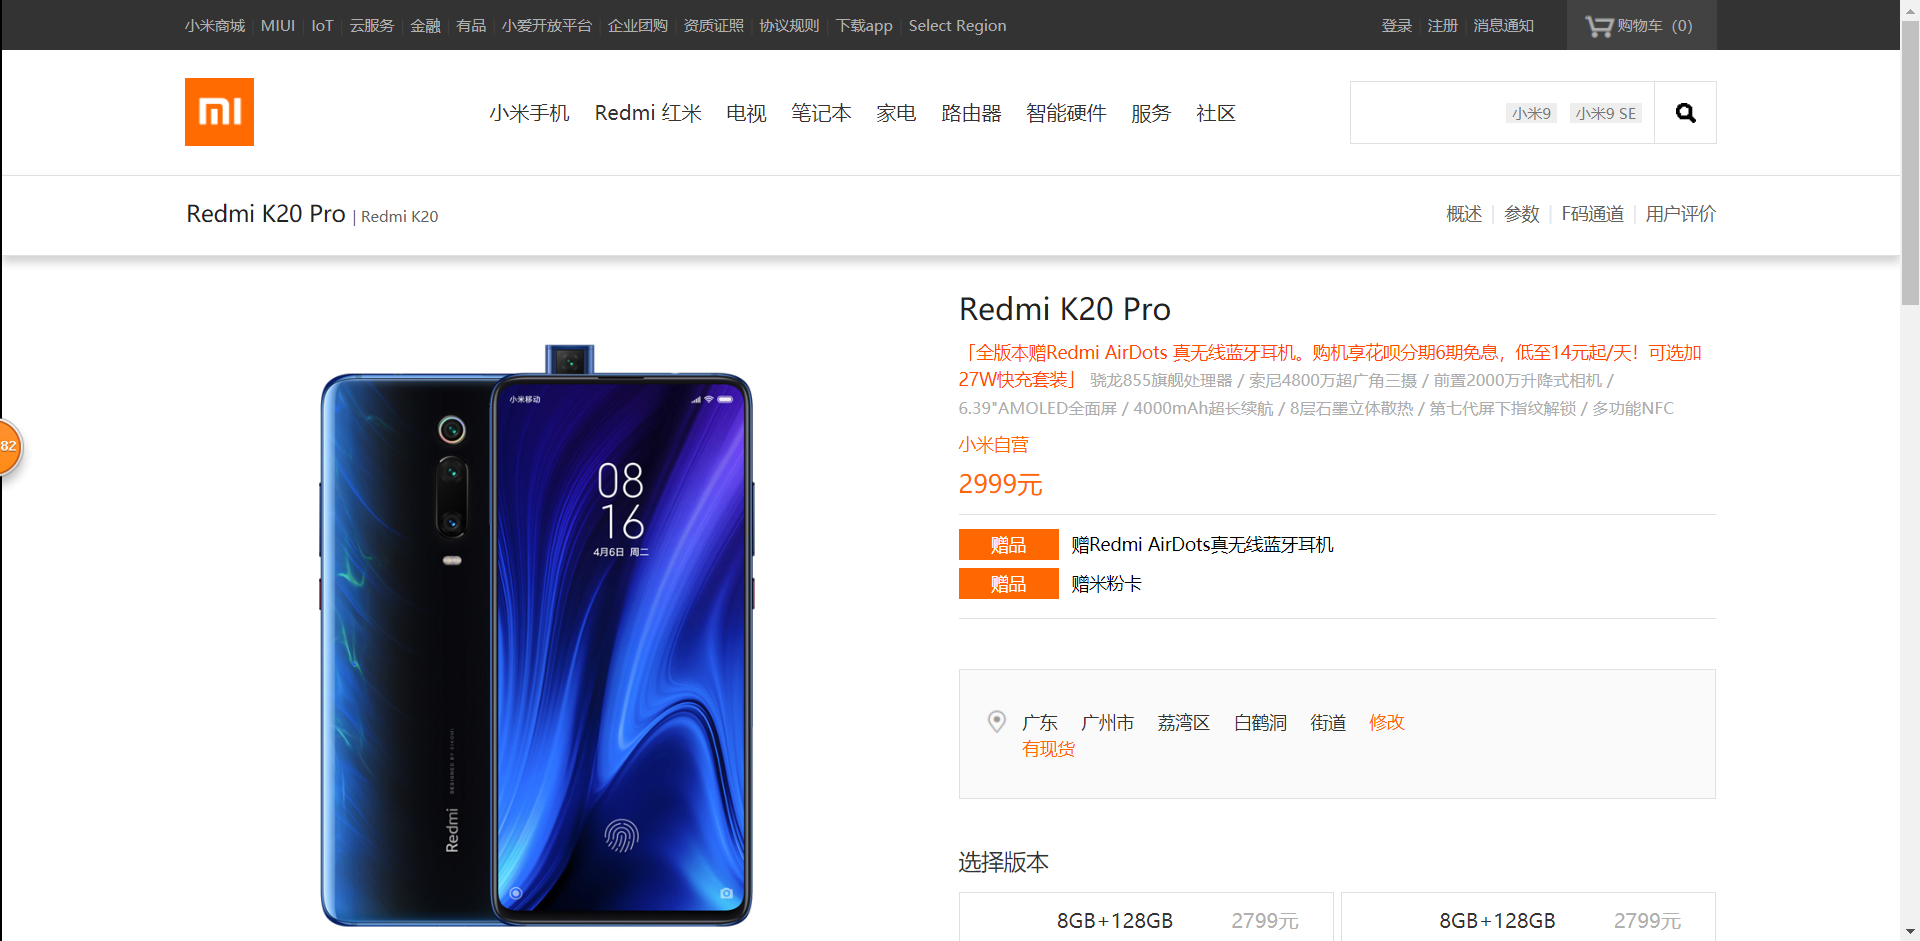 小米商城 MIUI IoT 云服务 金融 有品 小爱开放平台 企业团购 资质证照 协议规则 下载app Select Region 登录 注册 消息通知 购物车 (0)
小米手机 Redmi 红米 电视 笔记本 家电 路由器 智能硬件 服务 社区 小米9 小米9 SE
Redmi K20 Pro | Redmi K20 概述 参数 F码通道 用户评价
Redmi K20 Pro
「全版本赠Redmi AirDots 真无线蓝牙耳机。购机享花呗分期6期免息，低至14元起/天！可选加
27W快充套装」 骁龙855旗舰处理器 / 索尼4800万超广角三摄 / 前置2000万升降式相机 /
6.39"AMOLED全面屏 / 4000mAh超长续航 / 8层石墨立体散热 / 第七代屏下指纹解锁 / 多功能NFC
小米自营
2999元
赠品 赠Redmi AirDots真无线蓝牙耳机
赠品 赠米粉卡
广东 广州市 荔湾区 白鹤洞 街道 修改
有现货
选择版本
8GB+128GB 2799元 8GB+128GB 2799元
82
小米移动
08
16
4月6日 周二
Redmi
DESIGNED BY XIAOMI